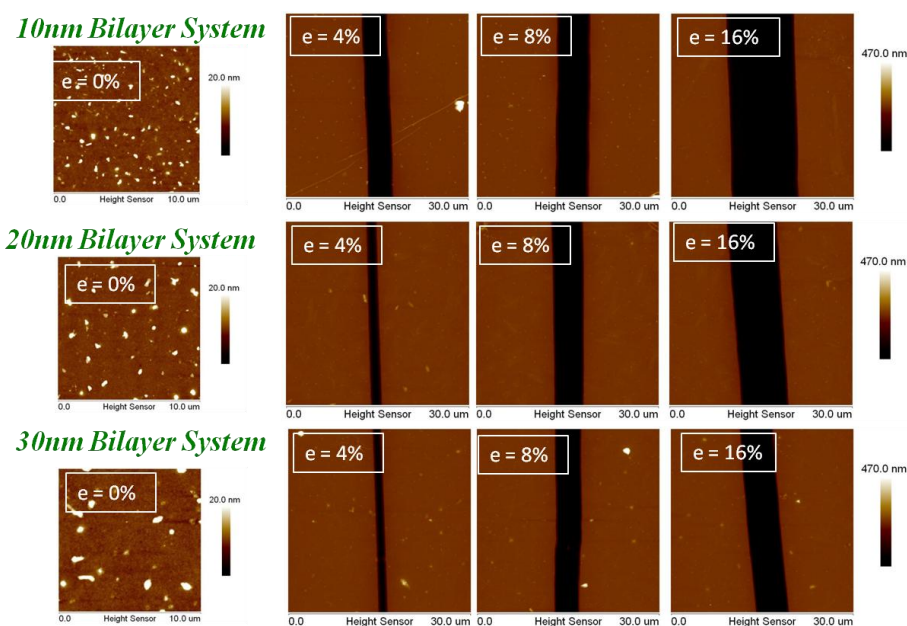 10nm Bilayer System
e = 0%
20.0 nm
0.0 Height Sensor 10.0 um
e = 4%
0.0 Height Sensor 30.0 um
e = 8%
0.0 Height Sensor 30.0 um
e = 16%
0.0 Height Sensor 30.0 um
470.0 nm
20nm Bilayer System
e = 0%
20.0 nm
0.0 Height Sensor 10.0 um
e = 4%
0.0 Height Sensor 30.0 um
e = 8%
0.0 Height Sensor 30.0 um
e = 16%
0.0 Height Sensor 30.0 um
470.0 nm
30nm Bilayer System
e = 0%
20.0 nm
0.0 Height Sensor 10.0 um
e = 4%
0.0 Height Sensor 30.0 um
e = 8%
0.0 Height Sensor 30.0 um
e = 16%
0.0 Height Sensor 30.0 um
470.0 nm